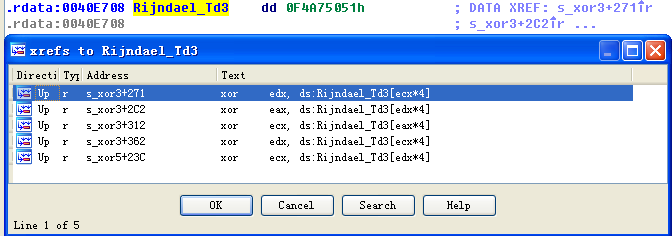 .rdata:0040E708 Rijndael_Td3 dd 0F4A75051h ; DATA XREF: s_xor3+271↑r
.rdata:0040E708 ; s_xor3+2C2↑r ...
xrefs to Rijndael_Td3
Directi Typ Address Text
Up r s_xor3+271 xor edx, ds:Rijndael_Td3[ecx*4]
Up r s_xor3+2C2 xor eax, ds:Rijndael_Td3[edx*4]
Up r s_xor3+312 xor ecx, ds:Rijndael_Td3[eax*4]
Up r s_xor3+362 xor edx, ds:Rijndael_Td3[ecx*4]
Up r s_xor5+23C xor ecx, ds:Rijndael_Td3[edx*4]
OK Cancel Search Help
Line 1 of 5